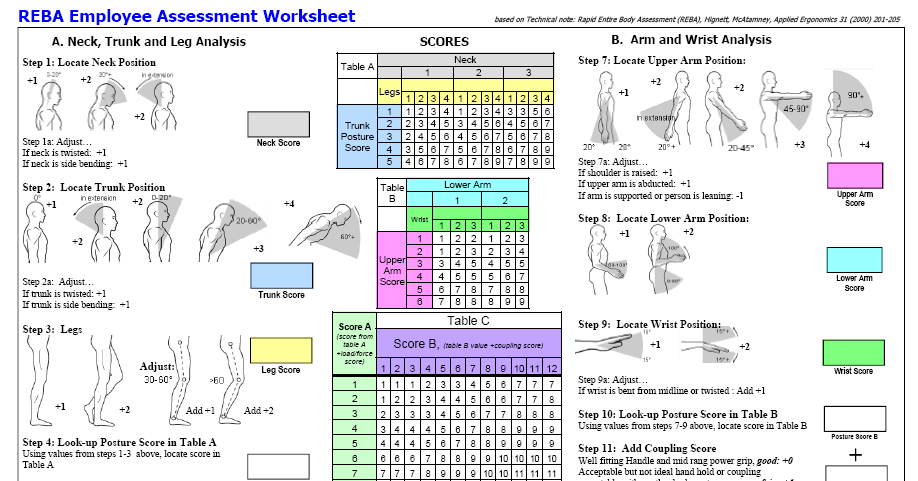 REBA Employee Assessment Worksheet
based on Technical note: Rapid Entire Body Assessment (REBA), Hignett, McAtamney, Applied Ergonomics 31 (2000) 201-205
A. Neck, Trunk and Leg Analysis
Step 1: Locate Neck Position
0-20°
20°+
in extension
+1
+2
+2
Neck Score
Step 1a: Adjust…
If neck is twisted: +1
If neck is side bending: +1
Step 2: Locate Trunk Position
0°
+1
in extension
+2
+2
0-20°
20-60°
+3
+4
60°+
Trunk Score
Step 2a: Adjust…
If trunk is twisted: +1
If trunk is side bending: +1
Step 3: Legs
+1
+2
Adjust:
30-60°
>60
Add +1
Add +2
Leg Score
Step 4: Look-up Posture Score in Table A
Using values from steps 1-3 above, locate score in
Table A
SCORES
Table A
Neck
1 2 3
Legs
1 2 3 4 1 2 3 4 1 2 3 4
Trunk
Posture
Score
1 1 2 3 4 1 2 3 4 3 3 5 6
2 2 3 4 5 3 4 5 6 4 5 6 7
3 2 4 5 6 4 5 6 7 5 6 7 8
4 3 5 6 7 5 6 7 8 6 7 8 9
5 4 6 7 8 6 7 8 9 7 8 9 9
Table
B
Lower Arm
1 2
Wrist
1 2 3 1 2 3
Upper
Arm
Score
1 1 2 2 1 2 3
2 1 2 3 2 3 4
3 3 4 5 4 5 5
4 4 5 5 5 6 7
5 6 7 8 7 8 8
6 7 8 8 8 9 9
Score A
(score from
table A
+load/force
score)
Table C
Score B, (table B value +coupling score)
1 2 3 4 5 6 7 8 9 10 11 12
1 1 1 1 2 3 3 4 5 6 7 7 7
2 1 2 2 3 4 4 5 6 6 7 7 8
3 2 3 3 3 4 5 6 7 7 8 8 8
4 3 4 4 4 5 6 7 8 8 9 9 9
5 4 4 4 5 6 7 8 8 9 9 9 9
6 6 6 6 7 8 8 9 9 10 10 10 10
7 7 7 7 8 9 9 9 10 10 11 11 11
B. Arm and Wrist Analysis
Step 7: Locate Upper Arm Position:
+1
20°
20°
in extension
20°+
+2
20-45°
45-90°
+3
90°+
+4
Step 7a: Adjust…
If shoulder is raised: +1
If upper arm is abducted: +1
If arm is supported or person is leaning: -1
Upper Arm
Score
Step 8: Locate Lower Arm Position:
+1
+2
100°
Lower Arm
Score
Step 9: Locate Wrist Position:
15°
15°
+1
15°+
15°+
+2
Wrist Score
Step 9a: Adjust…
If wrist is bent from midline or twisted : Add +1
Step 10: Look-up Posture Score in Table B
Using values from steps 7-9 above, locate score in Table B
Posture Score B
+
Step 11: Add Coupling Score
Well fitting Handle and mid rang power grip, good: +0
Acceptable but not ideal hand hold or coupling